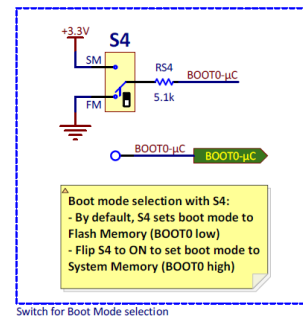 +3.3V
S4
SM
RS4
BOOT0-µC
FM
5.1k
BOOT0-µC
BOOT0-µC
Boot mode selection with S4:
- By default, S4 sets boot mode to
Flash Memory (BOOT0 low)
- Flip S4 to ON to set boot mode to
System Memory (BOOT0 high)
Switch for Boot Mode selection